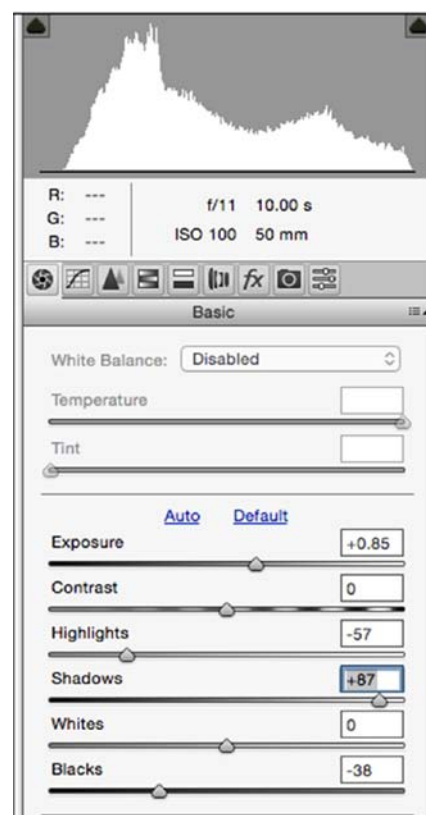 R: ---
G: ---
B: ---
f/11 10.00 s
ISO 100 50 mm
fx
Basic
White Balance: Disabled
Temperature
Tint
Auto Default
Exposure +0.85
Contrast 0
Highlights -57
Shadows +87
Whites 0
Blacks -38